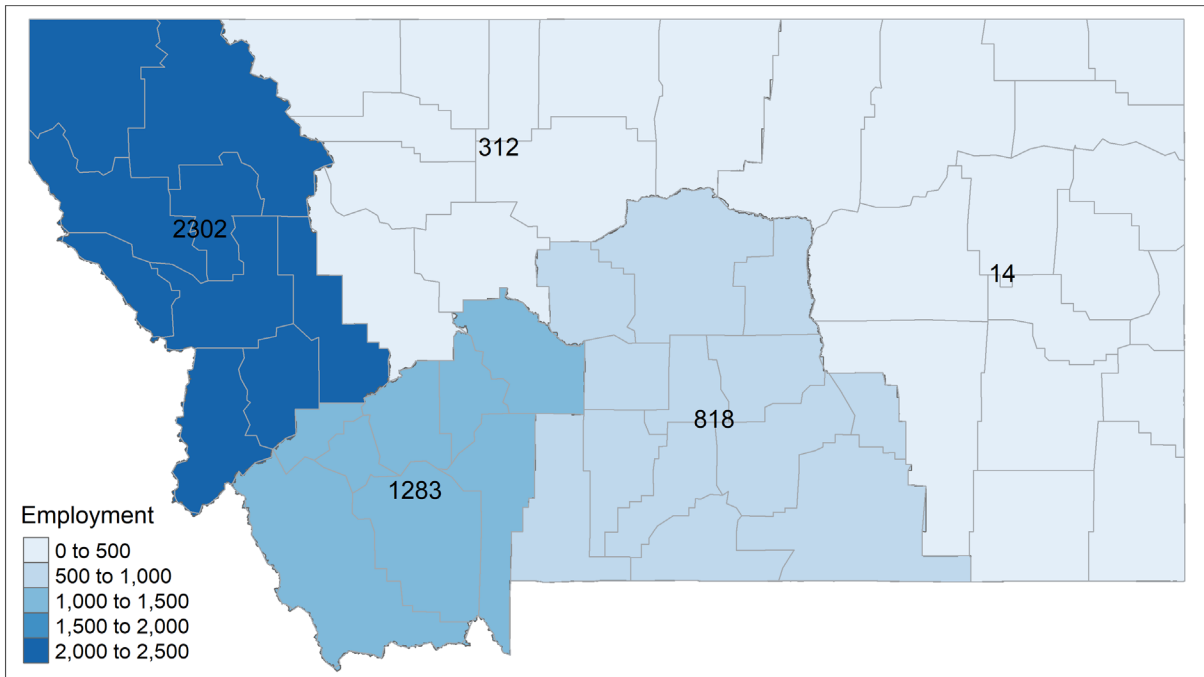 312
2302
14
818
1283
Employment
0 to 500
500 to 1,000
1,000 to 1,500
1,500 to 2,000
2,000 to 2,500